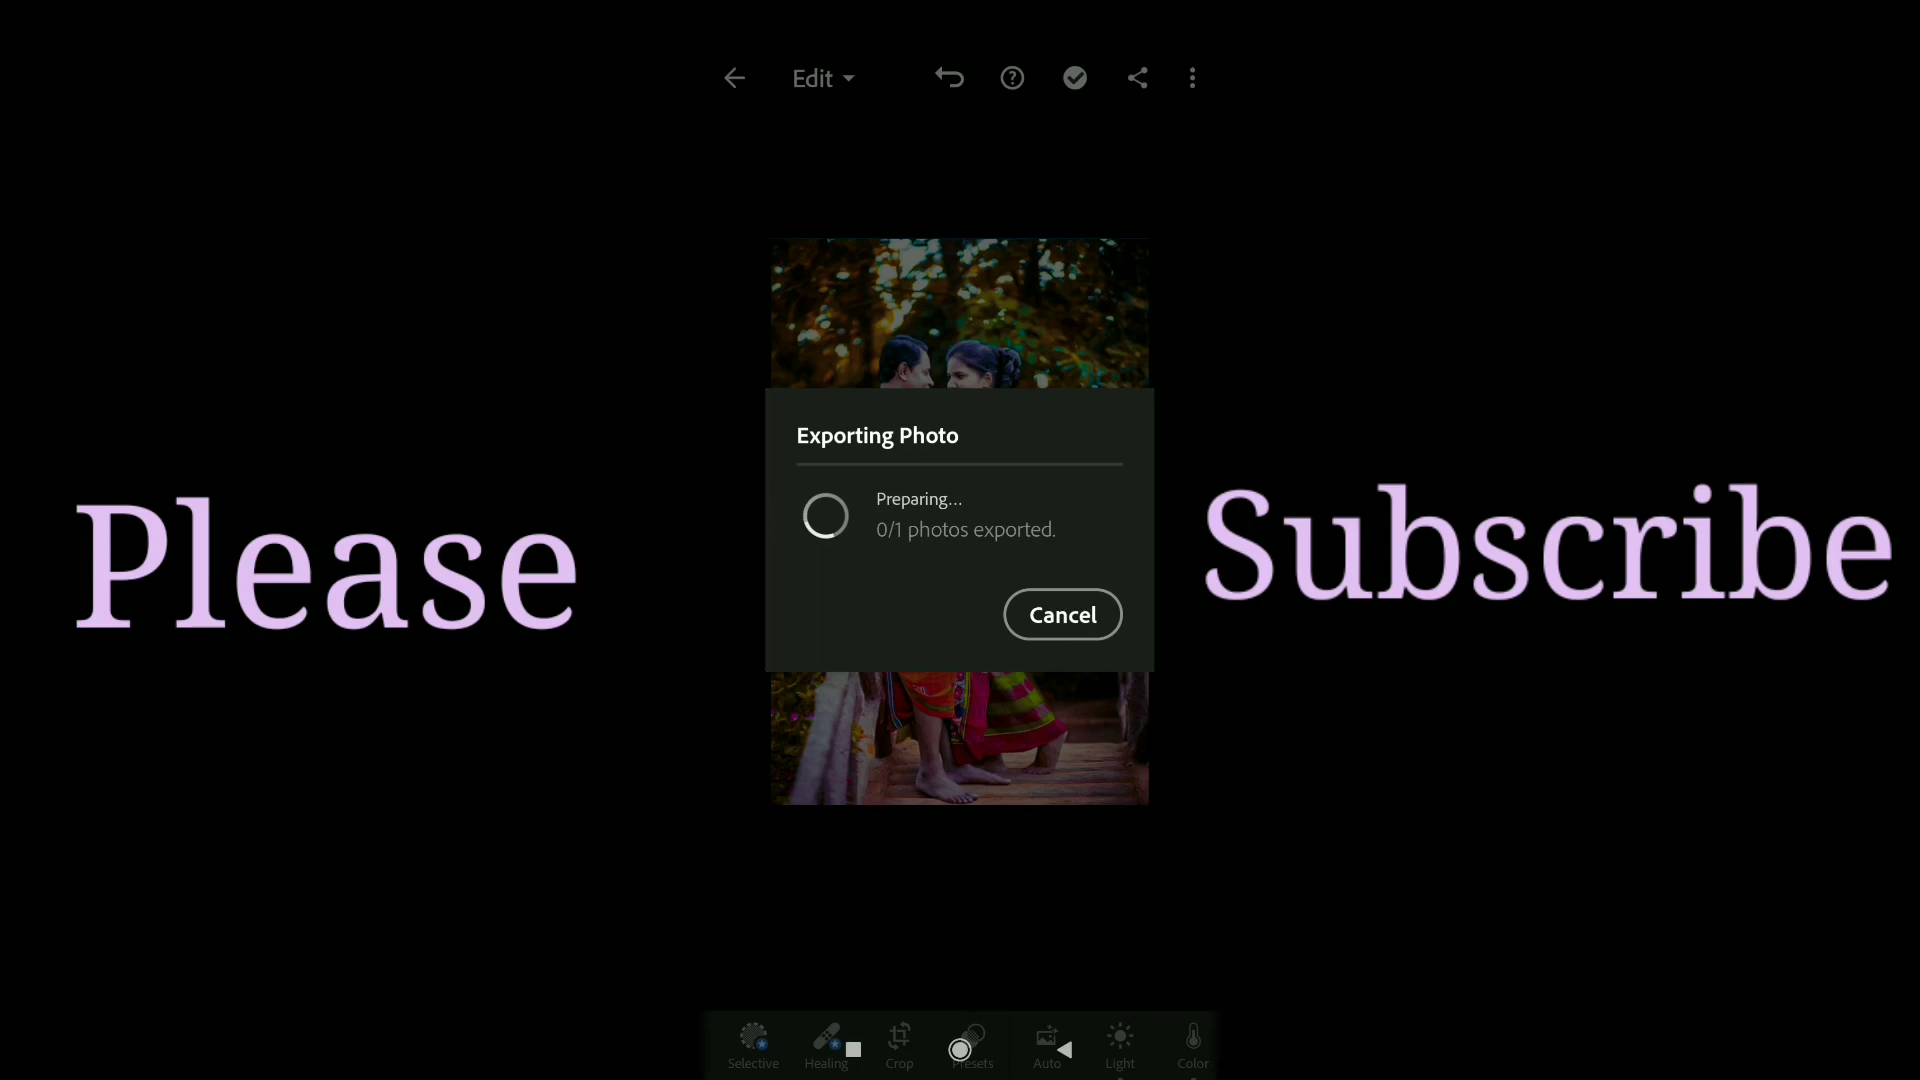 Edit
Please
Exporting Photo
Preparing...
0/1 photos exported.
Cancel
Subscribe
Selective
Healing
Crop
Presets
Auto
Light
Color